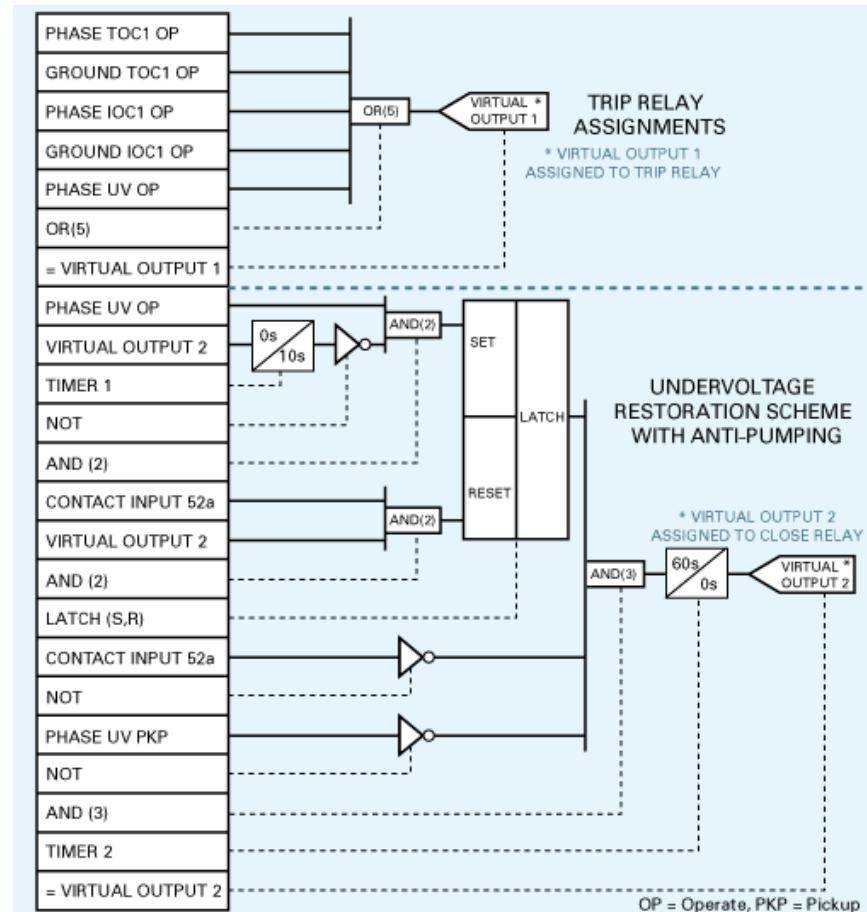 PHASE TOC1 OP
GROUND TOC1 OP
PHASE IOC1 OP
GROUND IOC1 OP
PHASE UV OP
OR(5)
= VIRTUAL OUTPUT 1
PHASE UV OP
VIRTUAL OUTPUT 2
TIMER 1
NOT
AND (2)
CONTACT INPUT 52a
VIRTUAL OUTPUT 2
AND (2)
LATCH (S,R)
CONTACT INPUT 52a
NOT
PHASE UV PKP
NOT
AND (3)
TIMER 2
= VIRTUAL OUTPUT 2
OR(5)
VIRTUAL *
OUTPUT 1
TRIP RELAY
ASSIGNMENTS
* VIRTUAL OUTPUT 1
ASSIGNED TO TRIP RELAY
0s
10s
AND(2)
SET
LATCH
RESET
AND(2)
UNDERVOLTAGE
RESTORATION SCHEME
WITH ANTI-PUMPING
* VIRTUAL OUTPUT 2
ASSIGNED TO CLOSE RELAY
AND(3)
60s
0s
VIRTUAL *
OUTPUT 2
OP = Operate, PKP = Pickup